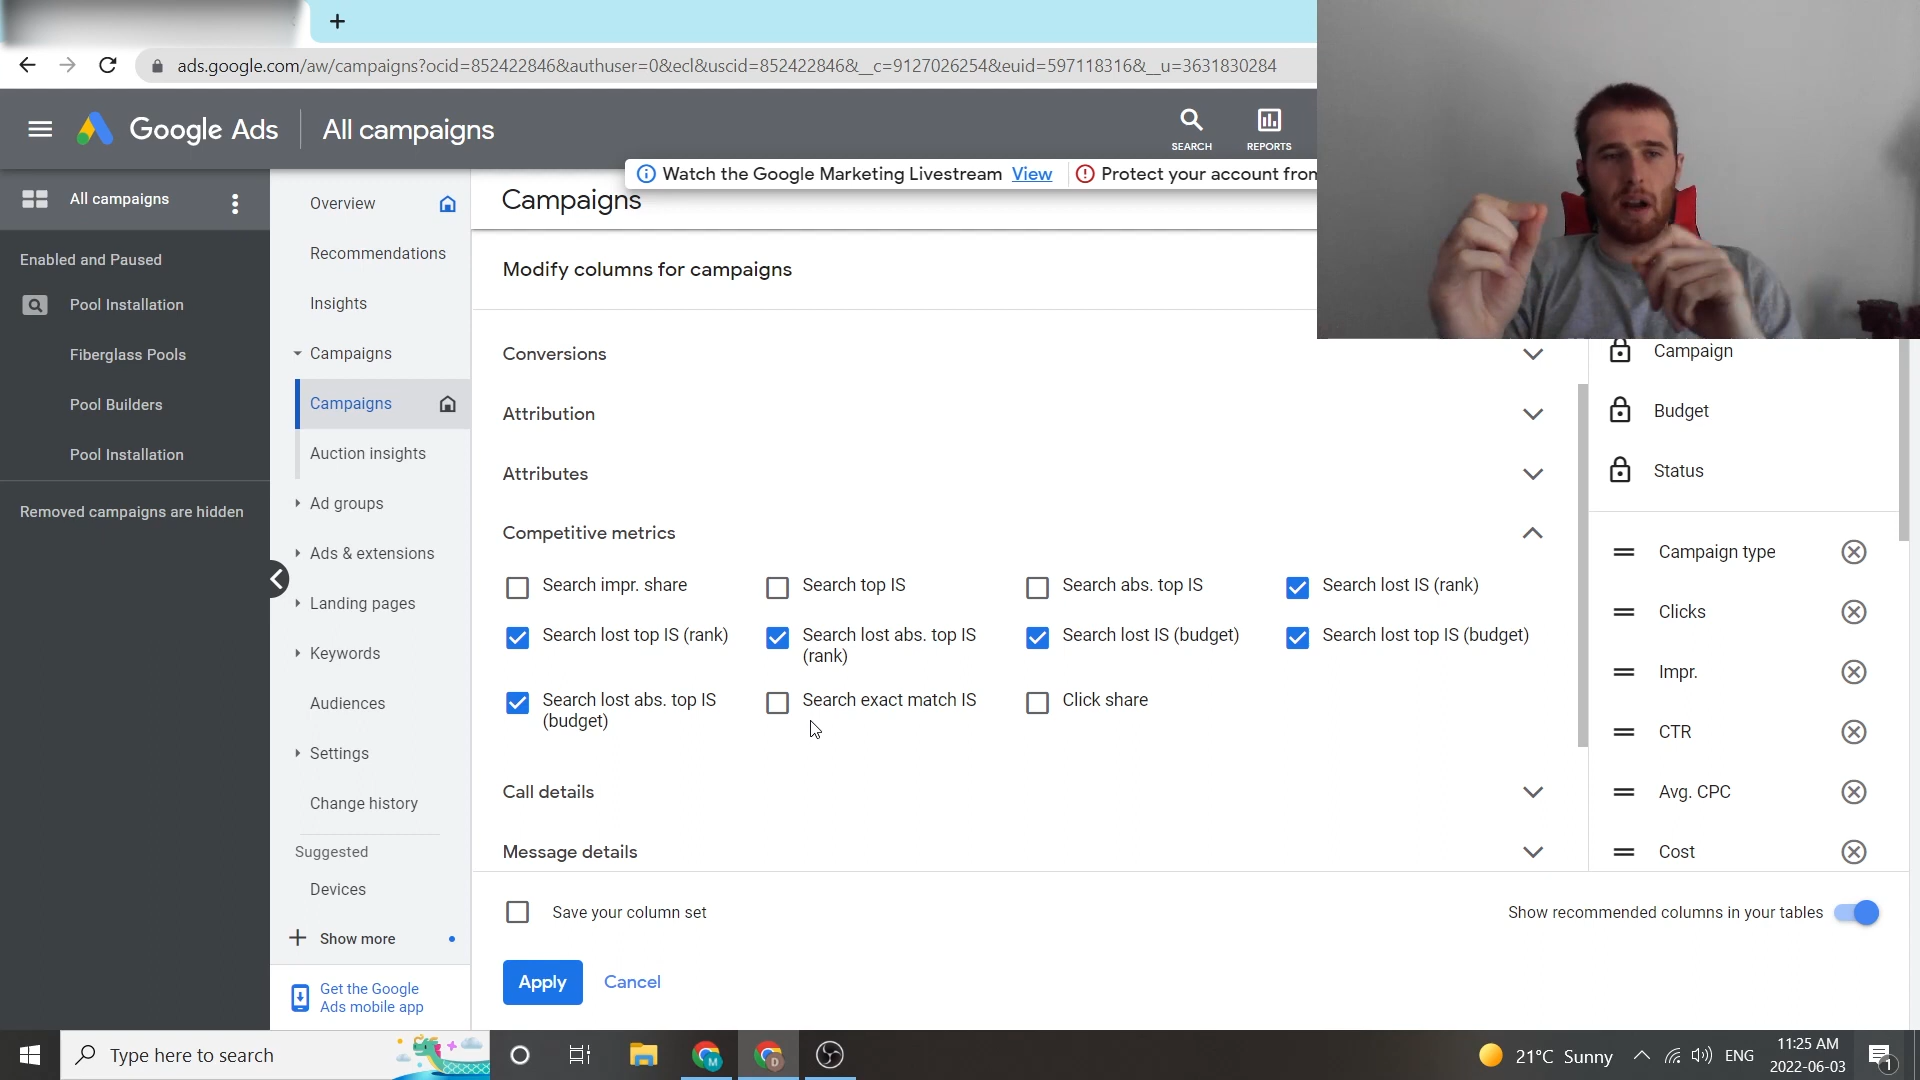 ads.google.com/aw/campaigns?ocid=852422846&authuser=0&ecl&uscid=852422846&__c=9127026254&euid=597118316&__u=3631830284
Google Ads
All campaigns
SEARCH
REPORTS
Watch the Google Marketing Livestream View
Protect your account from
All campaigns
Enabled and Paused
Pool Installation
Fiberglass Pools
Pool Builders
Pool Installation
Removed campaigns are hidden
Overview
Recommendations
Insights
Campaigns
Campaigns
Auction insights
Ad groups
Ads & extensions
Landing pages
Keywords
Audiences
Settings
Change history
Suggested
Devices
Show more
Get the Google
Ads mobile app
Campaigns
Modify columns for campaigns
Conversions
Attribution
Attributes
Competitive metrics
Search impr. share
Search top IS
Search abs. top IS
Search lost IS (rank)
Search lost top IS (rank)
Search lost abs. top IS
(rank)
Search lost IS (budget)
Search lost top IS (budget)
Search lost abs. top IS
(budget)
Search exact match IS
Click share
Call details
Message details
Campaign
Budget
Status
Campaign type
Clicks
Impr.
CTR
Avg. CPC
Cost
Save your column set
Show recommended columns in your tables
Apply
Cancel
Type here to search
M
D
21°C Sunny
ENG
11:25 AM
2022-06-03
1